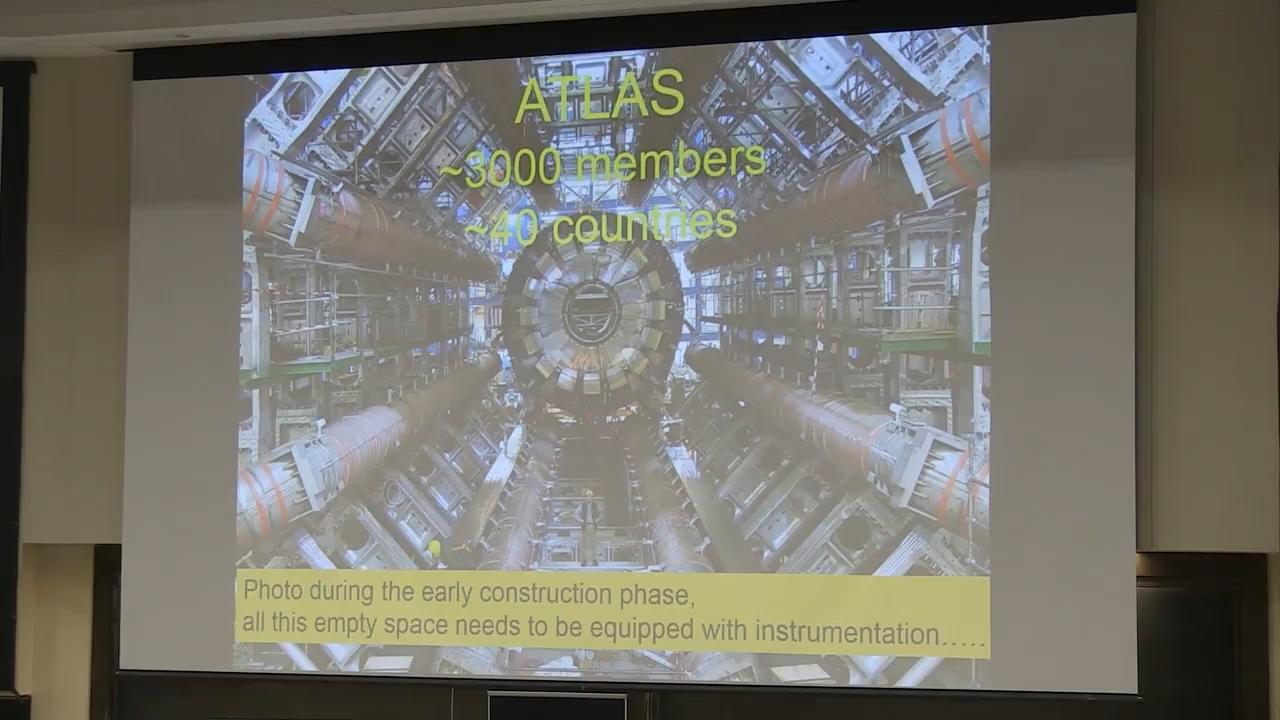 ATLAS
~3000 members
~40 countries
Photo during the early construction phase,
all this empty space needs to be equipped with instrumentation.....